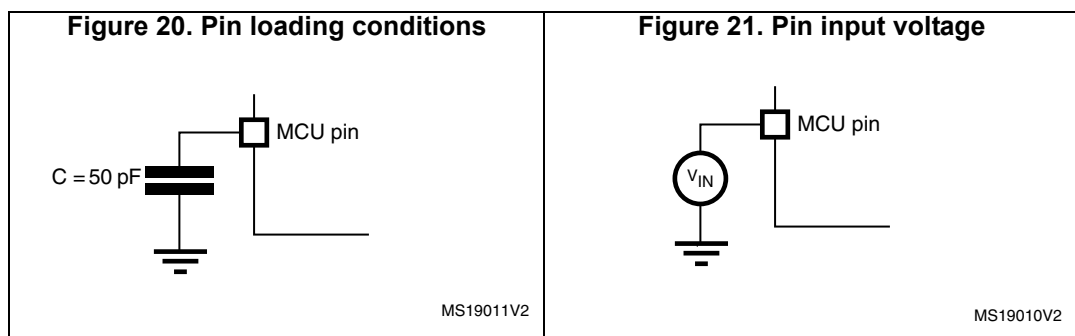 Figure 20. Pin loading conditions
MCU pin
C = 50 pF
MS19011V2
Figure 21. Pin input voltage
MCU pin
VIN
MS19010V2